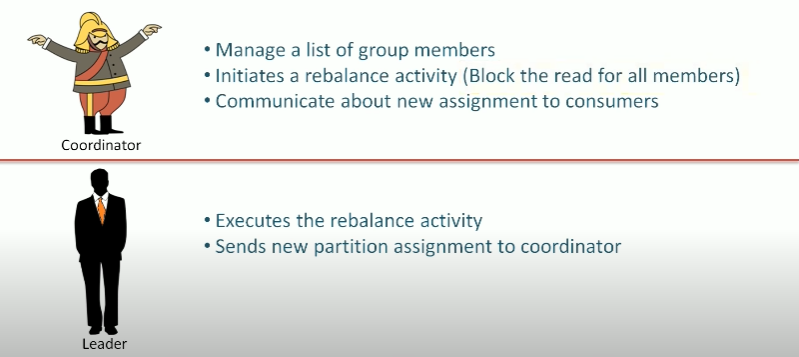 • Manage a list of group members
• Initiates a rebalance activity (Block the read for all members)
• Communicate about new assignment to consumers
Coordinator
• Executes the rebalance activity
• Sends new partition assignment to coordinator
Leader